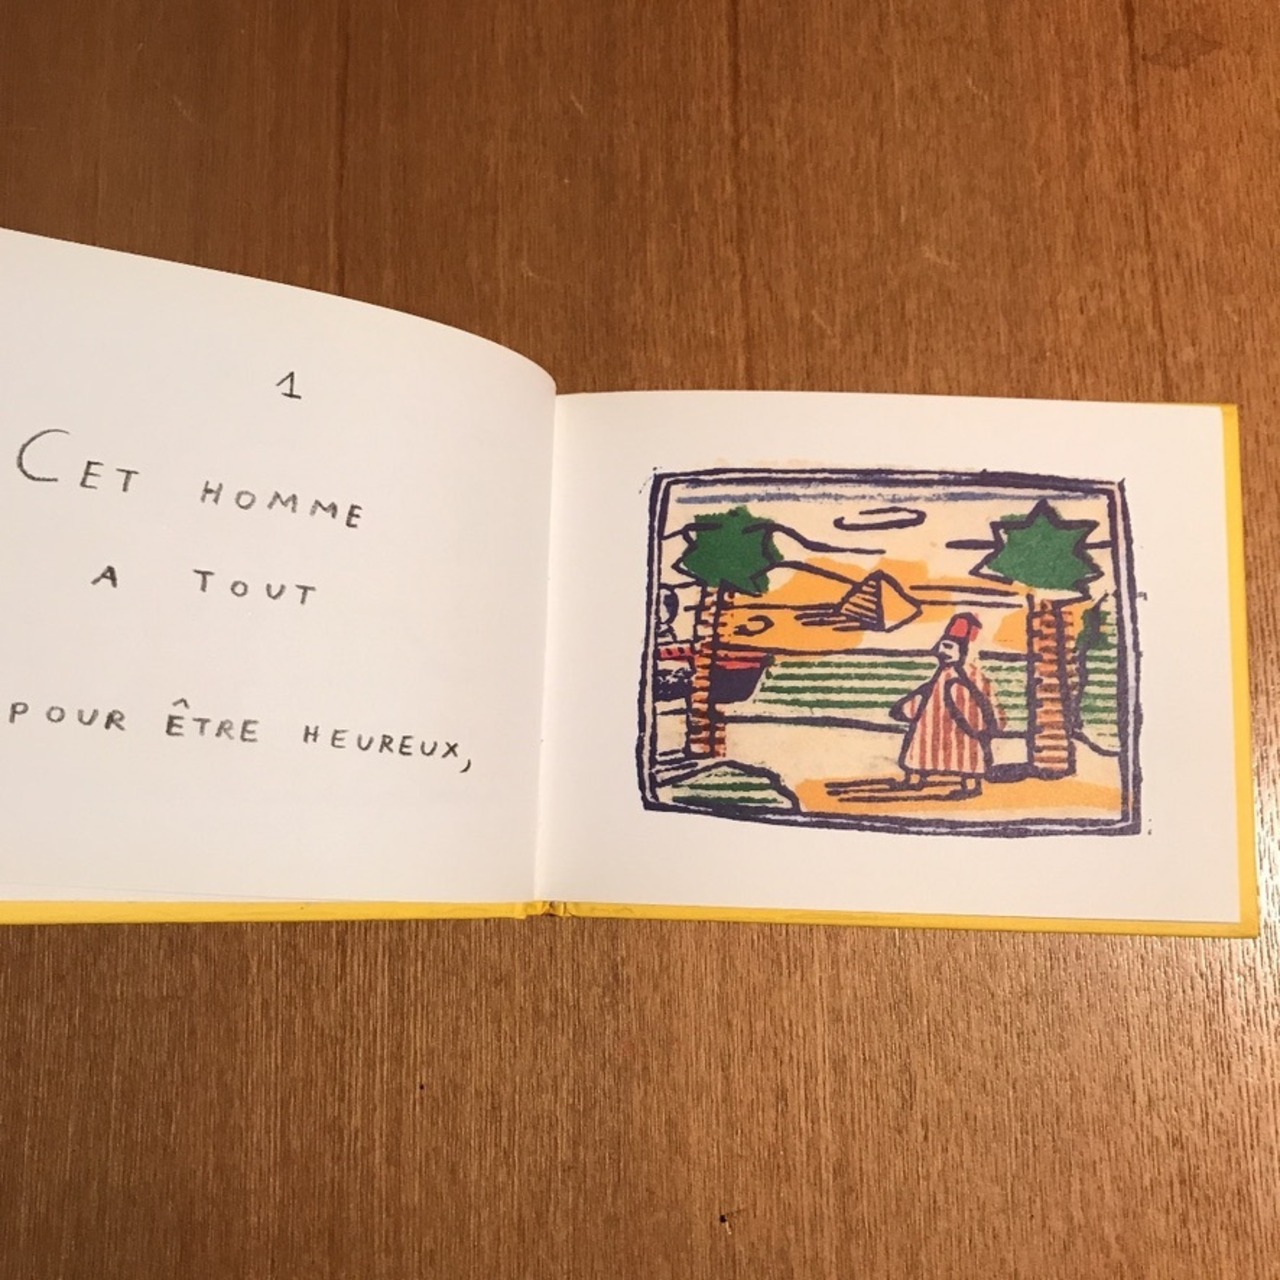 1
CET HOMME
A TOUT
POUR ÊTRE HEUREUX,